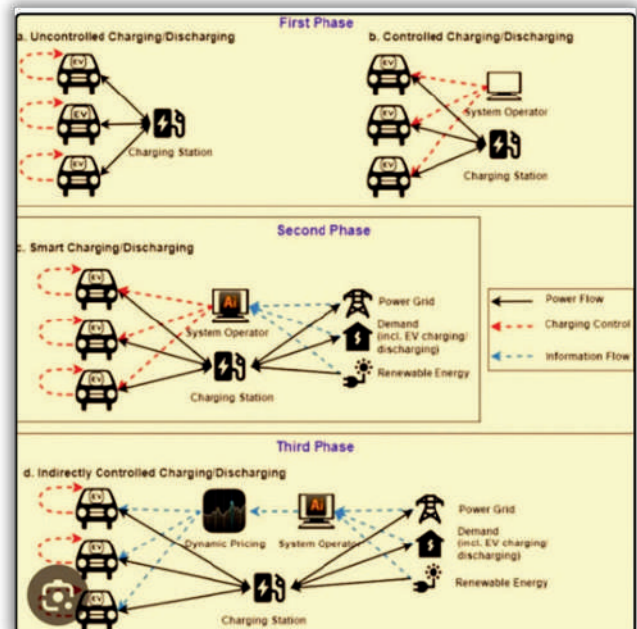 First Phase
a. Uncontrolled Charging/Discharging
EV
EV
EV
Charging Station
b. Controlled Charging/Discharging
EV
EV
EV
System Operator
Charging Station
Second Phase
c. Smart Charging/Discharging
EV
EV
EV
Ai
System Operator
Charging Station
Power Grid
Demand
(incl. EV charging/
discharging)
Renewable Energy
Power Flow
Charging Control
Information Flow
Third Phase
d. Indirectly Controlled Charging/Discharging
EV
EV
EV
Dynamic Pricing
Ai
System Operator
Charging Station
Power Grid
Demand
(incl. EV charging/
discharging)
Renewable Energy